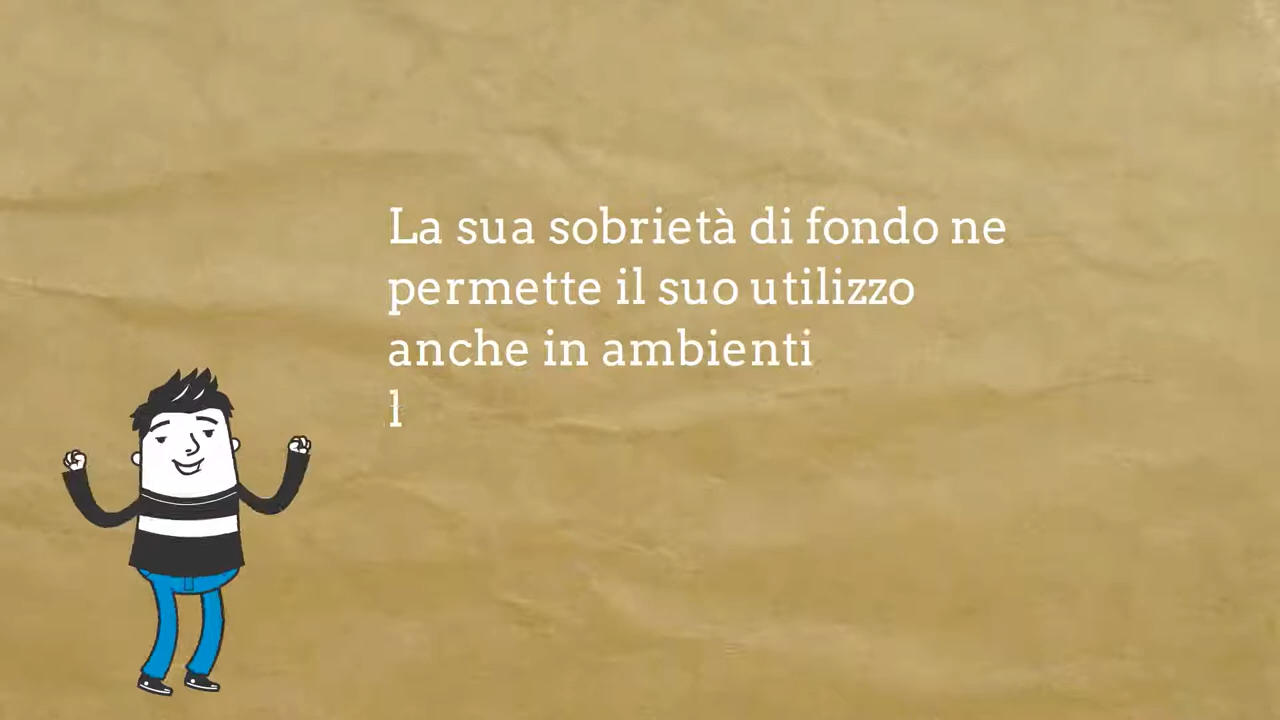 La sua sobrietà di fondo ne
permette il suo utilizzo
anche in ambienti
l